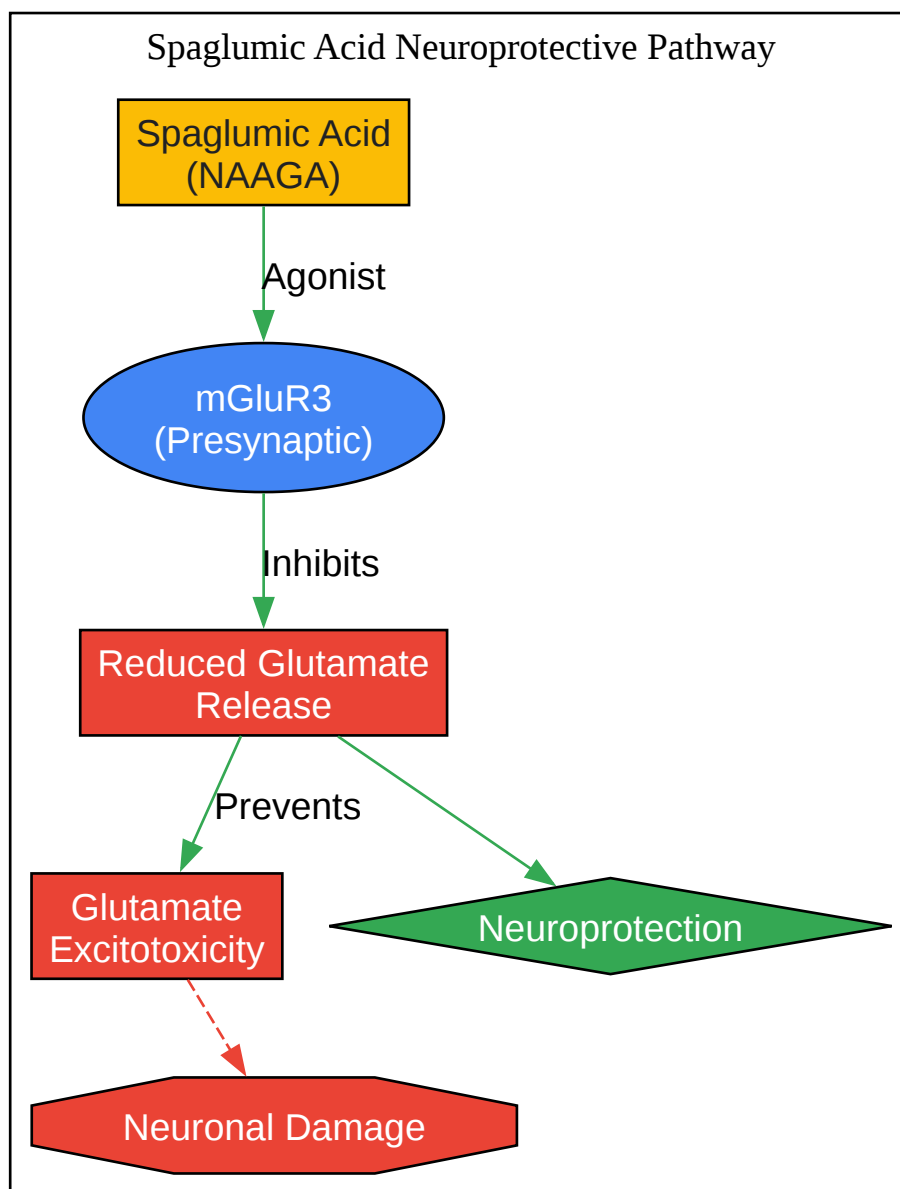 Spaglumic Acid Neuroprotective Pathway
Spaglumic Acid
(NAAGA)
Agonist
mGluR3
(Presynaptic)
Inhibits
Reduced Glutamate
Release
Prevents
Glutamate
Excitotoxicity
Neuroprotection
Neuronal Damage